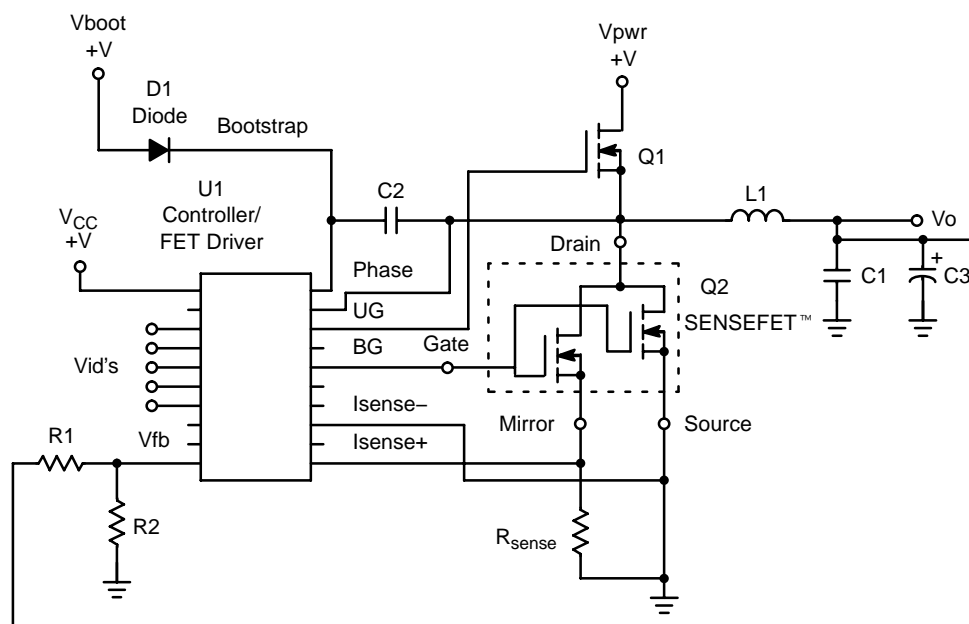 Vboot
+V
Vpwr
+V
D1
Diode
Bootstrap
Q1
U1
Controller/
FET Driver
C2
L1
VCC
+V
Vo
Drain
Phase
C1
+
C3
Q2
UG
SENSEFET™
BG
Gate
Vid's
Isense–
Mirror
Source
R1
Vfb
Isense+
R2
Rsense